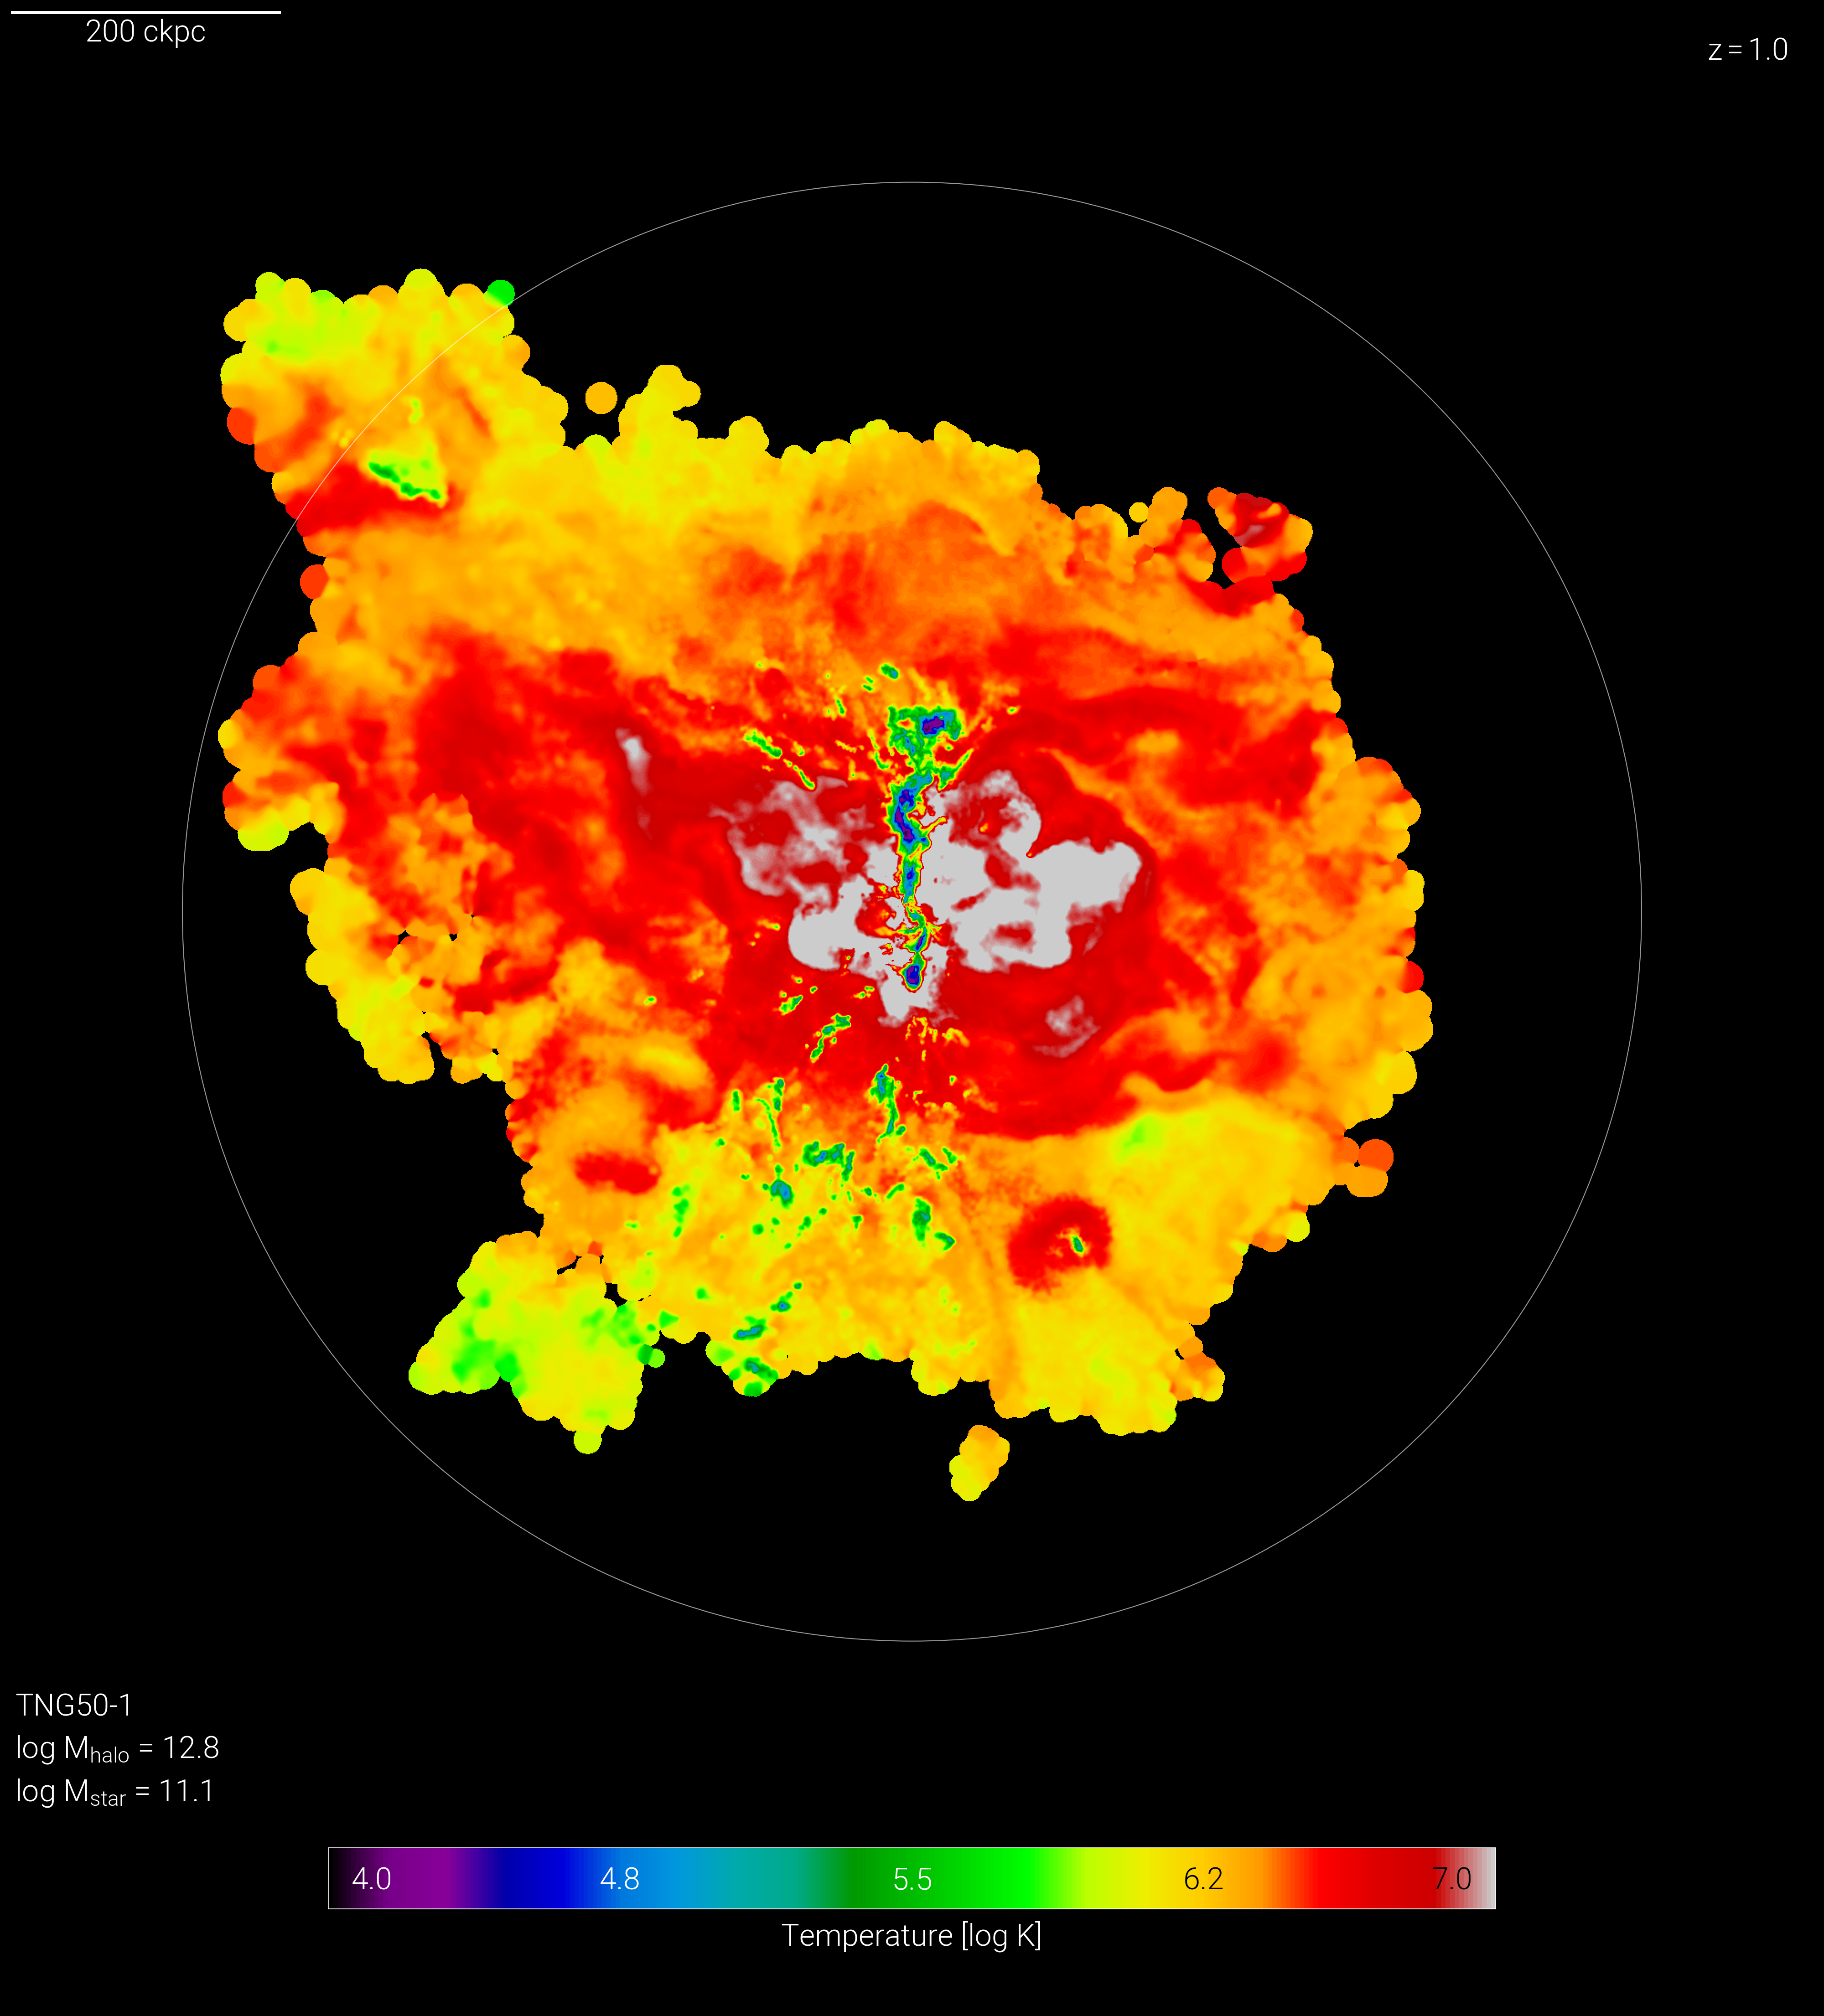 200 ckpc
z = 1.0
TNG50-1
log Mhalo = 12.8
log Mstar = 11.1
4.0 4.8 5.5 6.2 7.0
Temperature [log K]